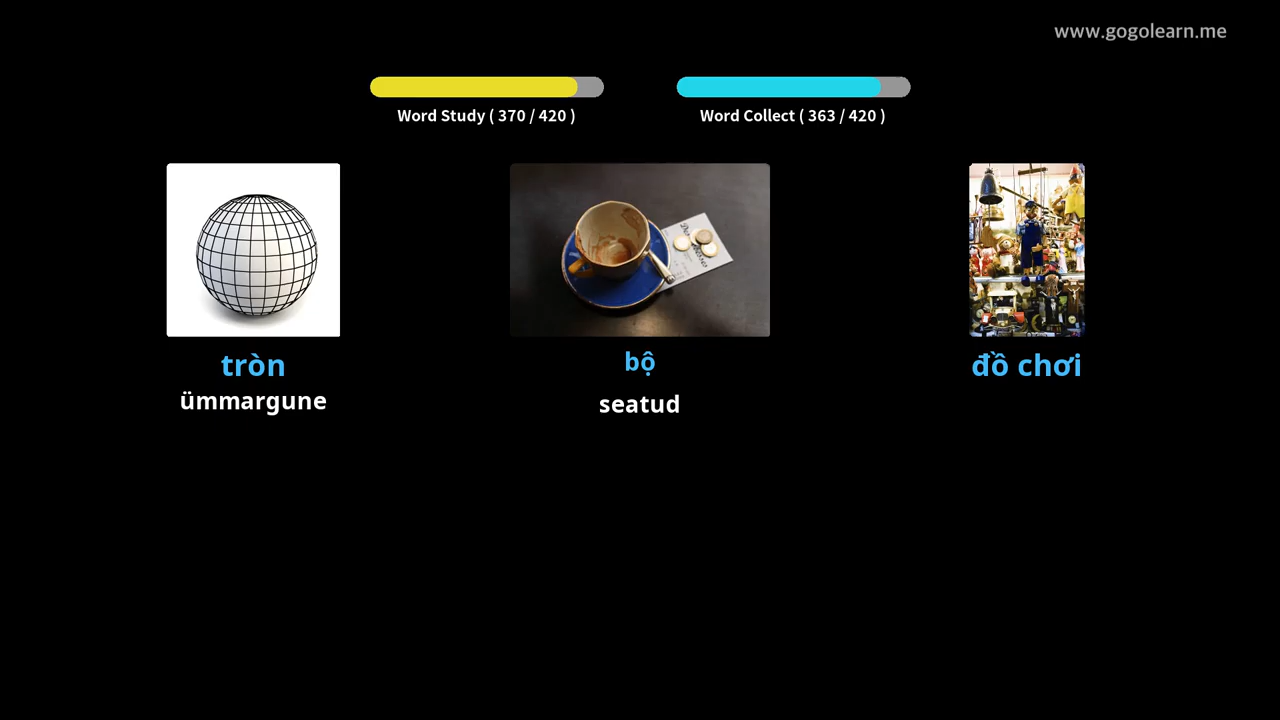 www.gogolearn.me
Word Study ( 370 / 420 )
Word Collect ( 363 / 420 )
tròn
ümmargune
bộ
seatud
đồ chơi